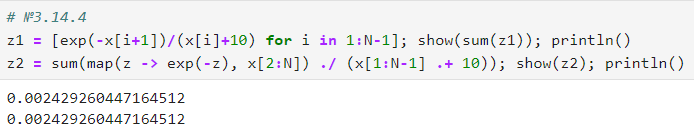 # №3.14.4
z1 = [exp(-x[i+1])/(x[i]+10) for i in 1:N-1]; show(sum(z1)); println()
z2 = sum(map(z -> exp(-z), x[2:N]) ./ (x[1:N-1] .+ 10)); show(z2); println()
0.002429260447164512
0.002429260447164512